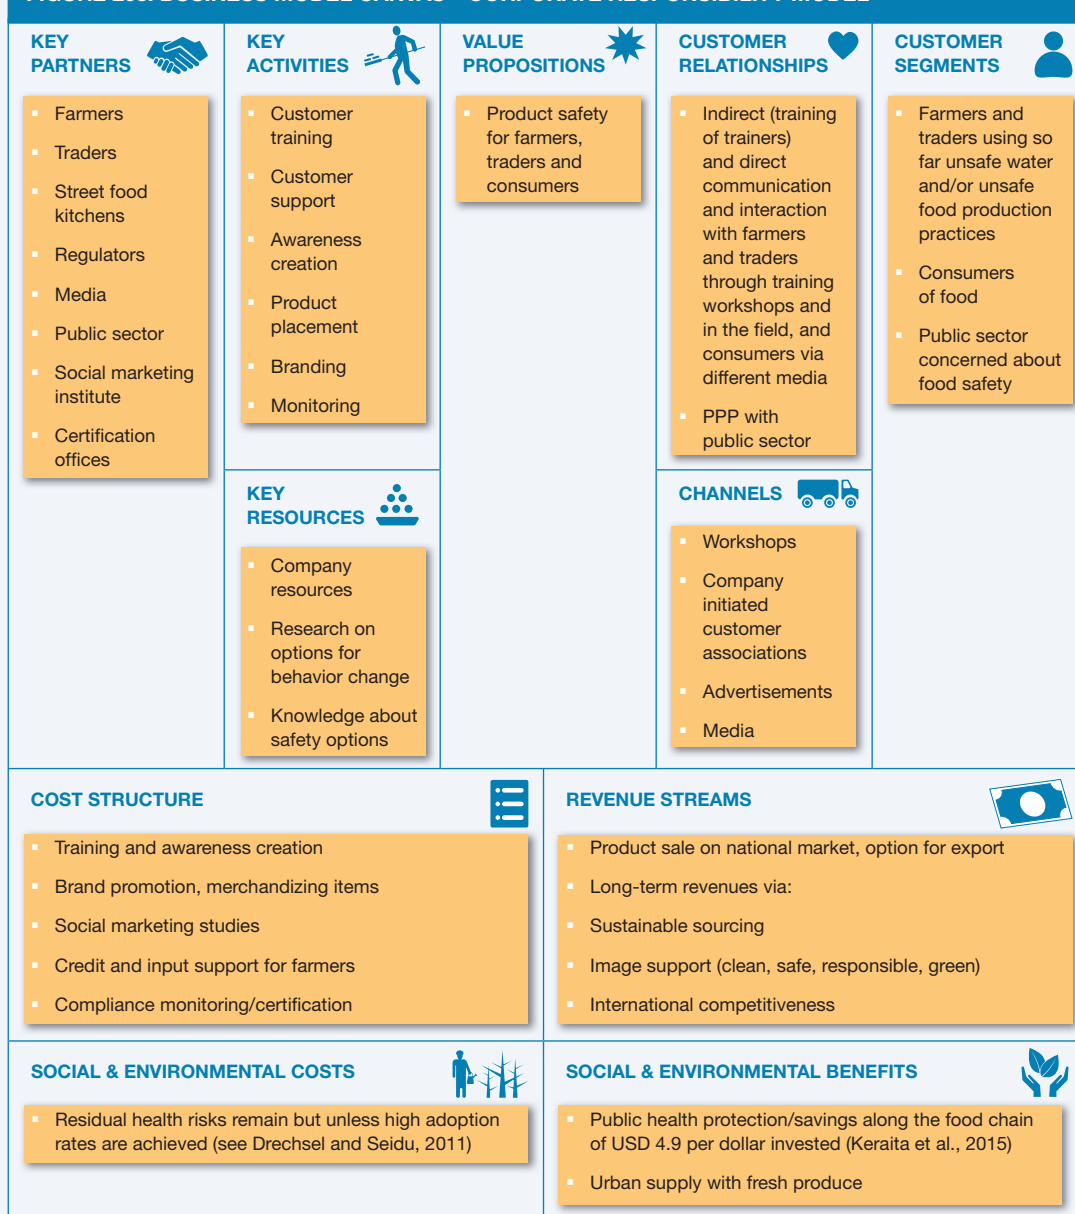 KEY
PARTNERS
▪ Farmers
▪ Traders
▪ Street food
kitchens
▪ Regulators
▪ Media
▪ Public sector
▪ Social marketing
institute
▪ Certification
offices
KEY
ACTIVITIES
▪ Customer
training
▪ Customer
support
▪ Awareness
creation
▪ Product
placement
▪ Branding
▪ Monitoring
KEY
RESOURCES
▪ Company
resources
▪ Research on
options for
behavior change
▪ Knowledge about
safety options
VALUE
PROPOSITIONS
▪ Product safety
for farmers,
traders and
consumers
CUSTOMER
RELATIONSHIPS
▪ Indirect (training
of trainers)
and direct
communication
and interaction
with farmers
and traders
through training
workshops and
in the field, and
consumers via
different media
▪ PPP with
public sector
CHANNELS
▪ Workshops
▪ Company
initiated
customer
associations
▪ Advertisements
▪ Media
CUSTOMER
SEGMENTS
▪ Farmers and
traders using so
far unsafe water
and/or unsafe
food production
practices
▪ Consumers
of food
▪ Public sector
concerned about
food safety
COST STRUCTURE
▪ Training and awareness creation
▪ Brand promotion, merchandizing items
▪ Social marketing studies
▪ Credit and input support for farmers
▪ Compliance monitoring/certification
REVENUE STREAMS
▪ Product sale on national market, option for export
▪ Long-term revenues via:
▪ Sustainable sourcing
▪ Image support (clean, safe, responsible, green)
▪ International competitiveness
SOCIAL & ENVIRONMENTAL COSTS
▪ Residual health risks remain but unless high adoption
rates are achieved (see Drechsel and Seidu, 2011)
SOCIAL & ENVIRONMENTAL BENEFITS
▪ Public health protection/savings along the food chain
of USD 4.9 per dollar invested (Keraita et al., 2015)
▪ Urban supply with fresh produce